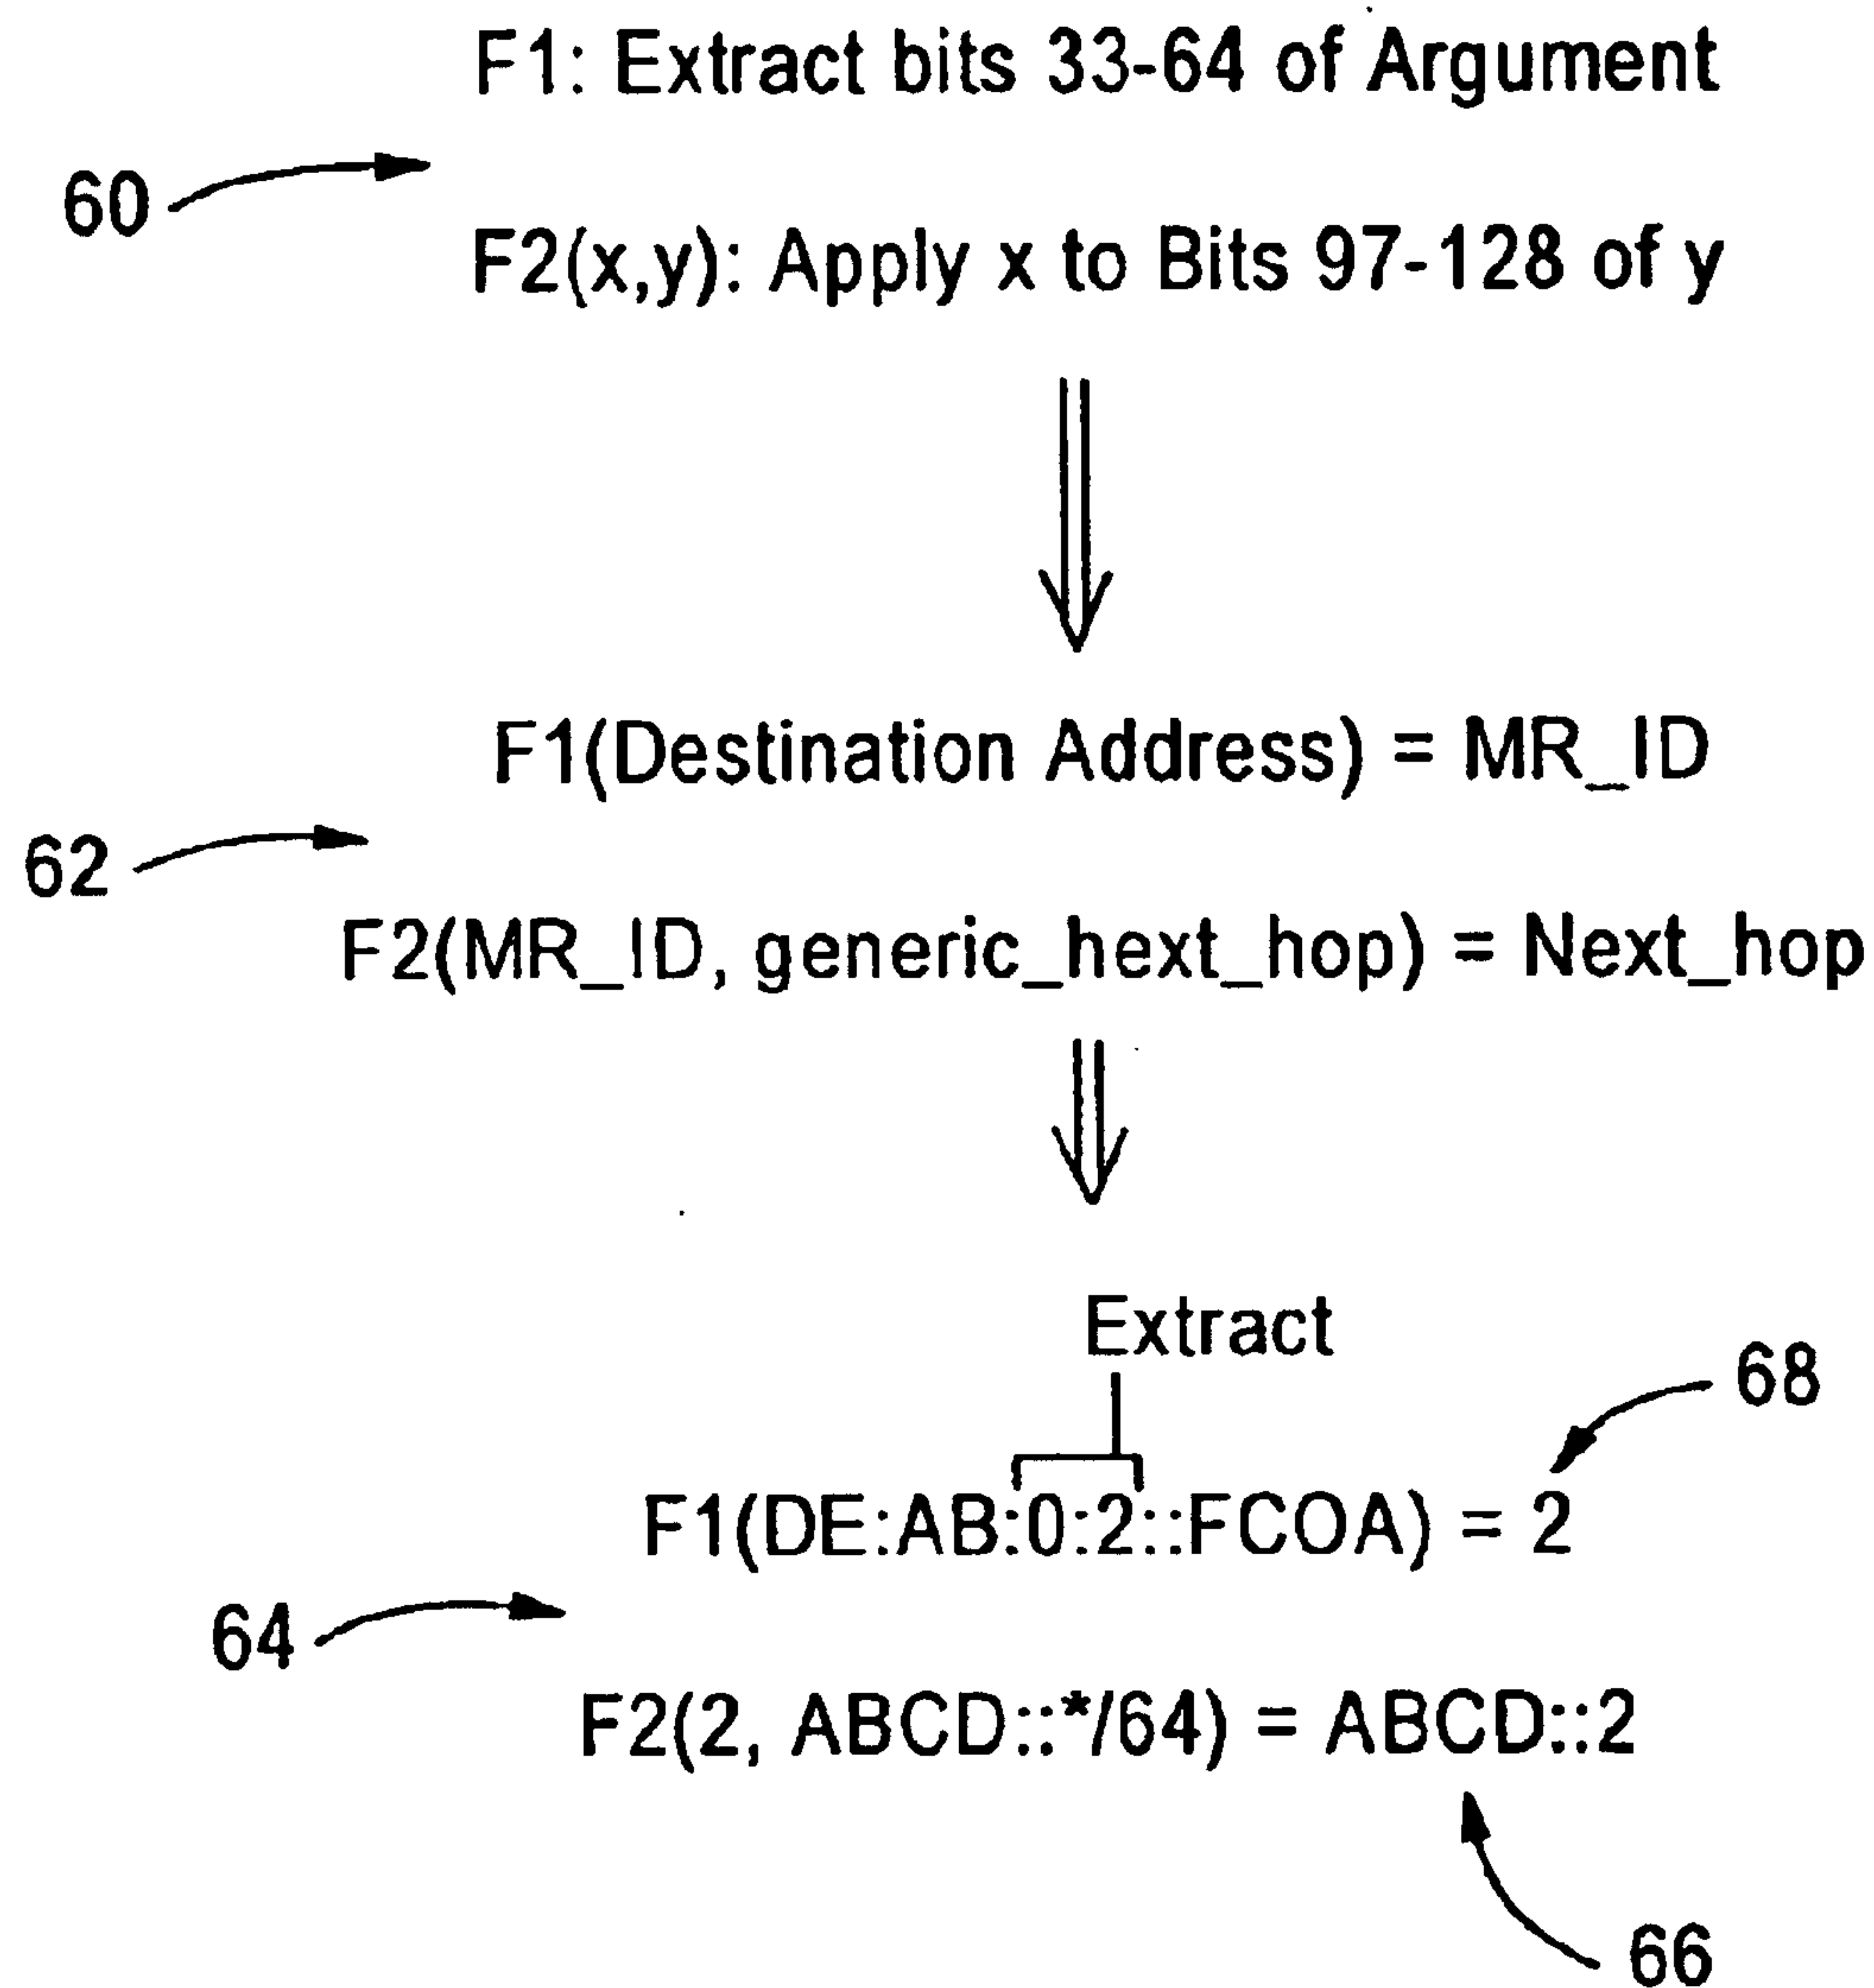 F1: Extract bits 33-64 of Argument
60
F2(x,y): Apply x to Bits 97-128 of y
F1(Destination Address) = MR_ID
62
F2(MR_ID, generic_hext_hop) = Next_hop
Extract
68
F1(DE:AB:0:2::FCOA) = 2
64
F2(2, ABCD::*/64) = ABCD::2
66